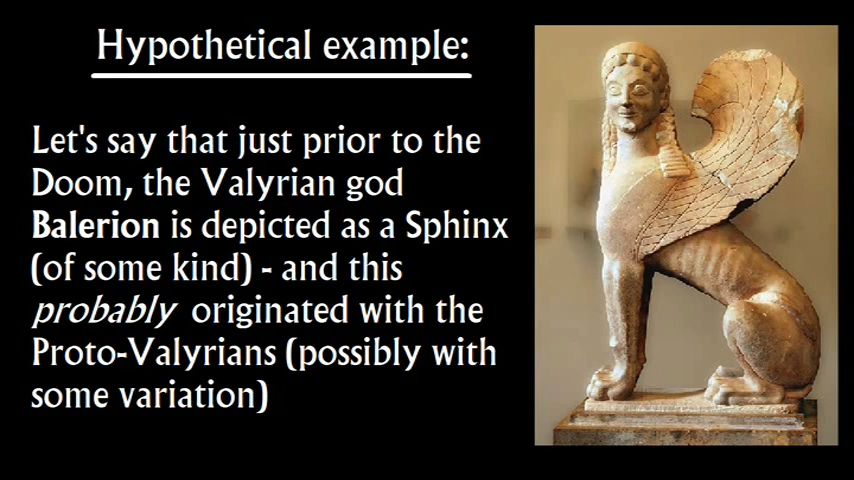 Hypothetical example:
Let's say that just prior to the
Doom, the Valyrian god
Balerion is depicted as a Sphinx
(of some kind) - and this
probably originated with the
Proto-Valyrians (possibly with
some variation)